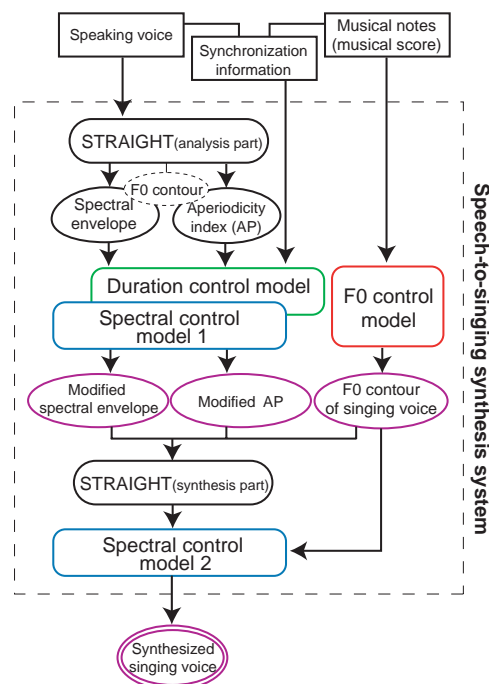 Speaking voice
Synchronization
information
Musical notes
(musical score)
STRAIGHT(analysis part)
F0 contour
Spectral
envelope
Aperiodicity
index (AP)
Duration control model
Spectral control
model 1
F0 control
model
Modified
spectral envelope
Modified AP
F0 contour
of singing voice
STRAIGHT(synthesis part)
Spectral control
model 2
Synthesized
singing voice
Speech-to-singing synthesis system